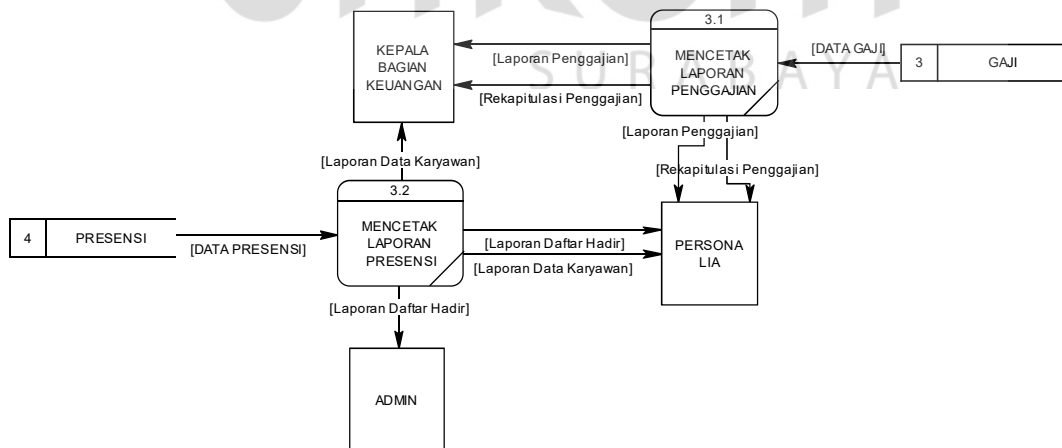 3.1
MENCETAK
LAPORAN
PENGGAJIAN
[DATA GAJI]
3 GAJI
KEPALA
BAGIAN
KEUANGAN
[Laporan Penggajian]
[Rekapitulasi Penggajian]
SURABAYA
[Laporan Penggajian]
[Rekapitulasi Penggajian]
[Laporan Data Karyawan]
3.2
MENCETAK
LAPORAN
PRESENSI
4 PRESENSI
[DATA PRESENSI]
[Laporan Daftar Hadir]
[Laporan Data Karyawan]
PERSONA
LIA
[Laporan Daftar Hadir]
ADMIN